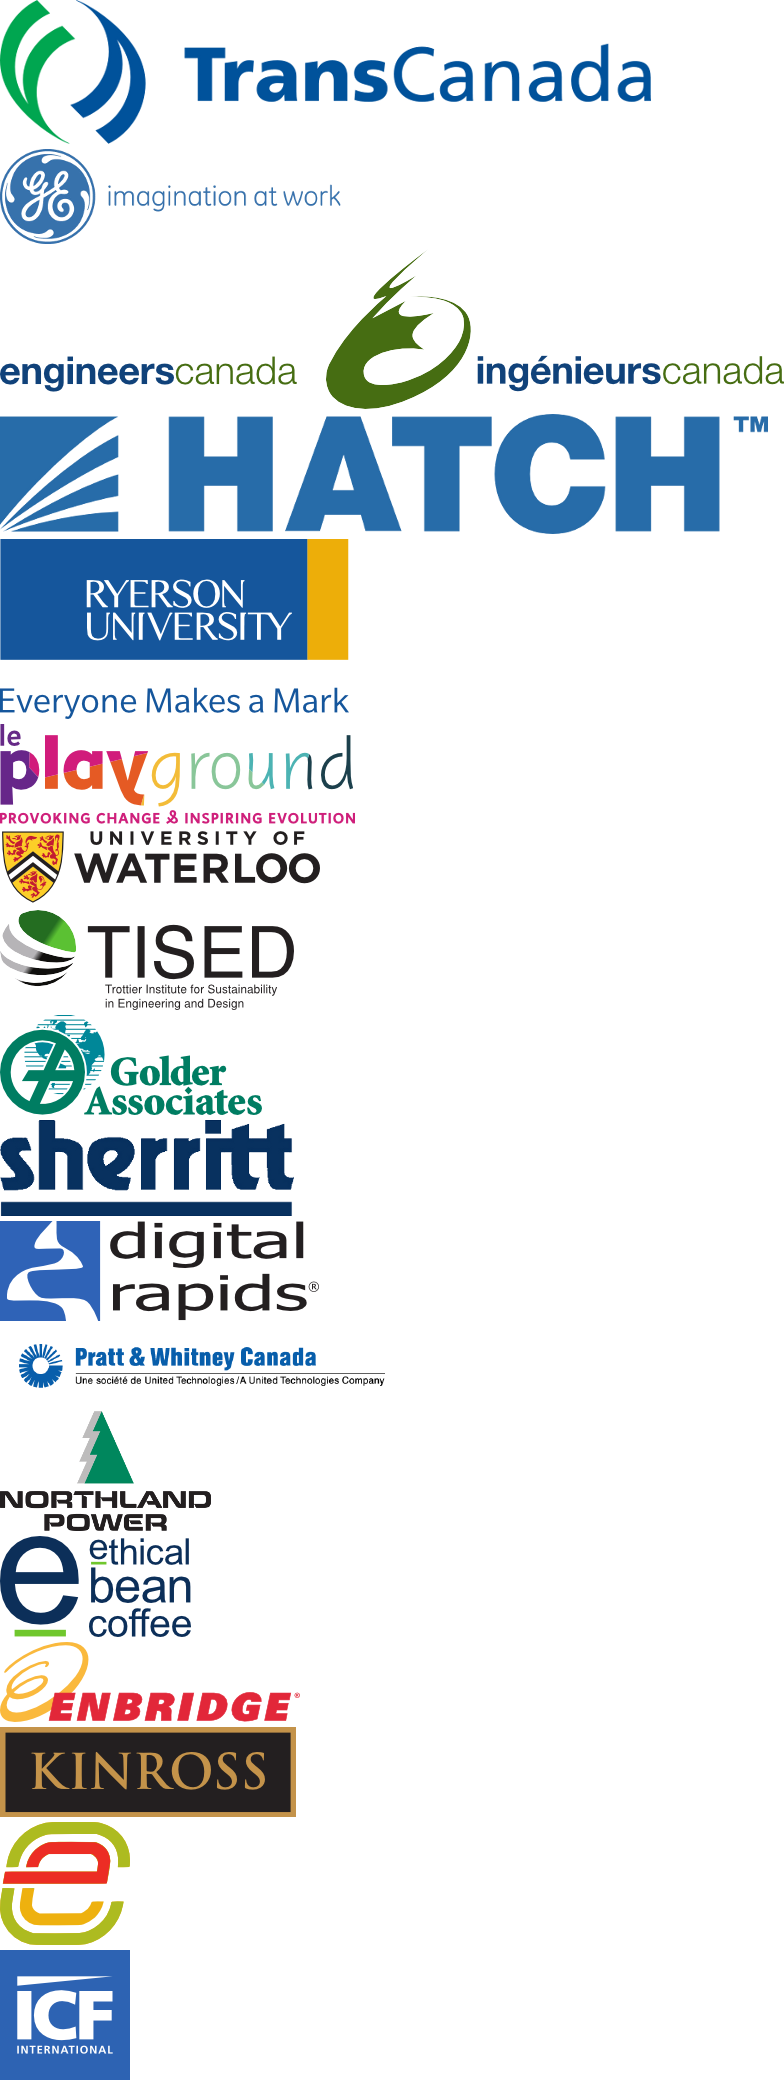 TransCanada
GE imagination at work
engineerscanada ingénieurscanada
HATCH™
RYERSON
UNIVERSITY
Everyone Makes a Mark
le
playground
PROVOKING CHANGE & INSPIRING EVOLUTION
UNIVERSITY OF
WATERLOO
TISED
Trottier Institute for Sustainability
in Engineering and Design
GA
Golder
Associates
sherritt
digital
rapids®
Pratt & Whitney Canada
Une société de United Technologies/A United Technologies Company
NORTHLAND
POWER
e
ethical
bean
coffee
ENBRIDGE®
KINROSS
e
ICF
INTERNATIONAL